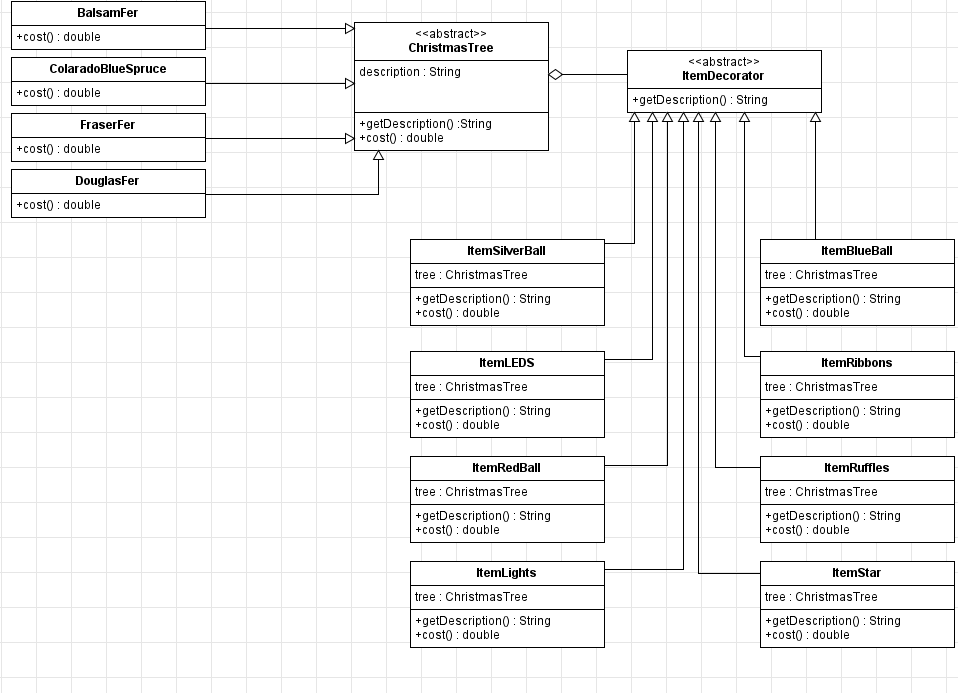 BalsamFer
+cost() : double
ColaradoBlueSpruce
+cost() : double
FraserFer
+cost() : double
DouglasFer
+cost() : double
<<abstract>>
ChristmasTree
description : String
+getDescription() :String
+cost() : double
<<abstract>>
ItemDecorator
+getDescription() : String
ItemSilverBall
tree : ChristmasTree
+getDescription() : String
+cost() : double
ItemBlueBall
tree : ChristmasTree
+getDescription() : String
+cost() : double
ItemLEDS
tree : ChristmasTree
+getDescription() : String
+cost() : double
ItemRibbons
tree : ChristmasTree
+getDescription() : String
+cost() : double
ItemRedBall
tree : ChristmasTree
+getDescription() : String
+cost() : double
ItemRuffles
tree : ChristmasTree
+getDescription() : String
+cost() : double
ItemLights
tree : ChristmasTree
+getDescription() : String
+cost() : double
ItemStar
tree : ChristmasTree
+getDescription() : String
+cost() : double